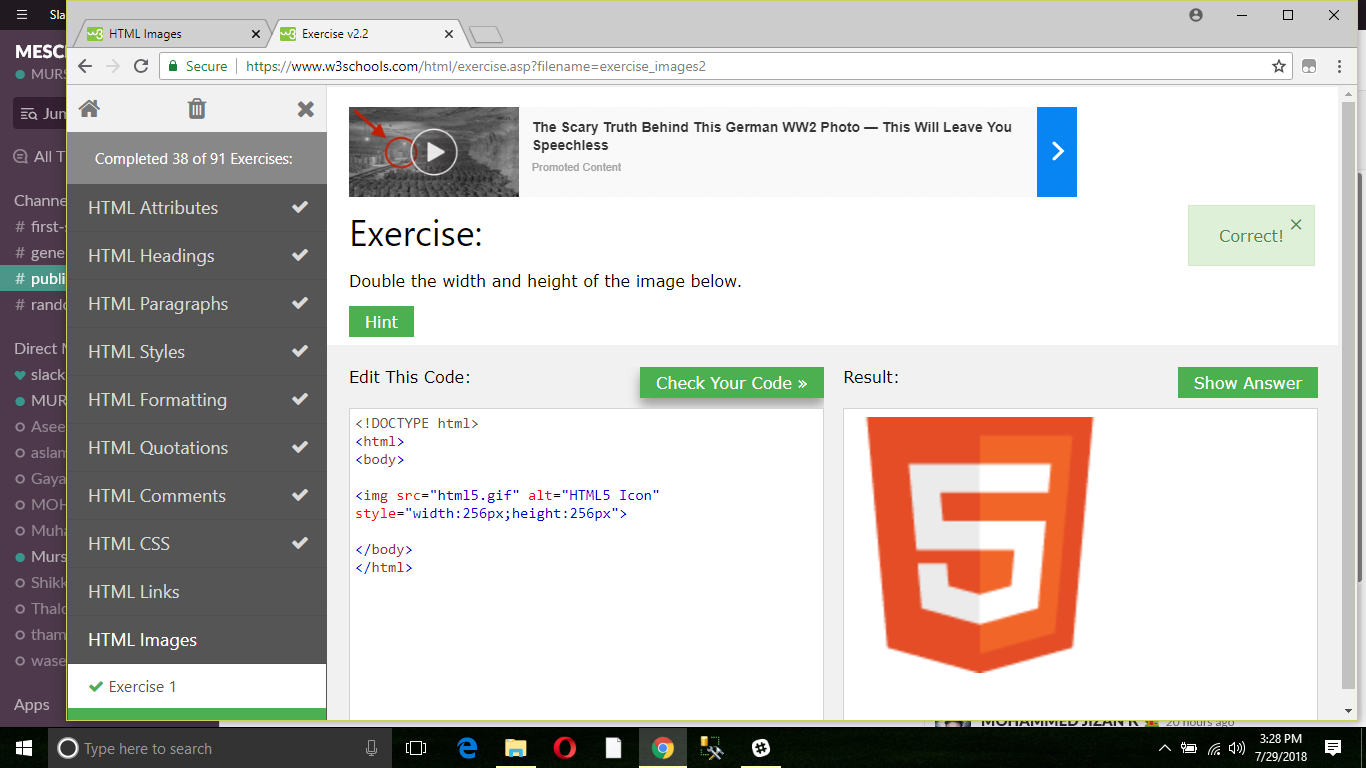 Sla
HTML Images
Exercise v2.2
Secure
https://www.w3schools.com/html/exercise.asp?filename=exercise_images2
MESC
MURS
Jum
All T
Channe
# first-s
# gene
# publi
# rando
Direct M
slack
MUR
Asee
aslam
Gaya
MOH
Muha
Murs
Shikk
Thalo
tham
wase
Apps
Completed 38 of 91 Exercises:
HTML Attributes
HTML Headings
HTML Paragraphs
HTML Styles
HTML Formatting
HTML Quotations
HTML Comments
HTML CSS
HTML Links
HTML Images
Exercise 1
The Scary Truth Behind This German WW2 Photo — This Will Leave You
Speechless
Promoted Content
Exercise:
Correct!
Double the width and height of the image below.
Hint
Edit This Code:
Check Your Code »
<!DOCTYPE html>
<html>
<body>
<img src="html5.gif" alt="HTML5 Icon"
style="width:256px;height:256px">
</body>
</html>
Result:
Show Answer
5
MOHAMMED JIZAN K
20 hours ago
Type here to search
3:28 PM
7/29/2018